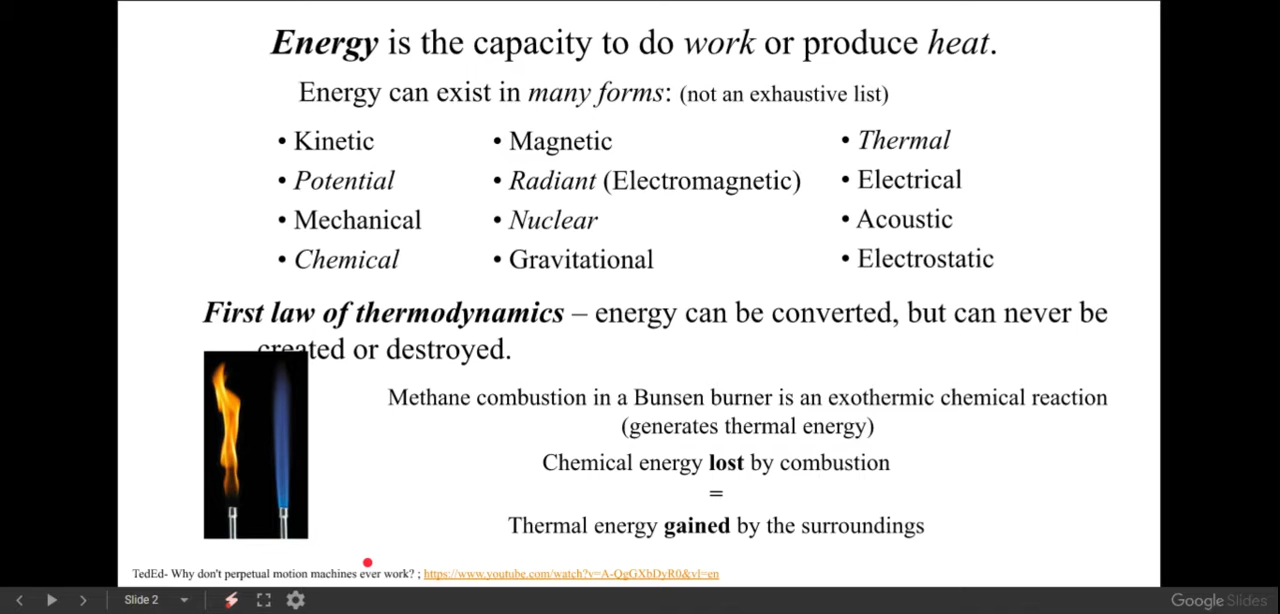 Energy is the capacity to do work or produce heat.
Energy can exist in many forms: (not an exhaustive list)
• Kinetic
• Potential
• Mechanical
• Chemical
• Magnetic
• Radiant (Electromagnetic)
• Nuclear
• Gravitational
• Thermal
• Electrical
• Acoustic
• Electrostatic
First law of thermodynamics – energy can be converted, but can never be
created or destroyed.
Methane combustion in a Bunsen burner is an exothermic chemical reaction
(generates thermal energy)
Chemical energy lost by combustion
=
Thermal energy gained by the surroundings
TedEd- Why don't perpetual motion machines ever work? ; https://www.youtube.com/watch?v=A-QgGXbDyR0&vl=en
Slide 2
Google Slides